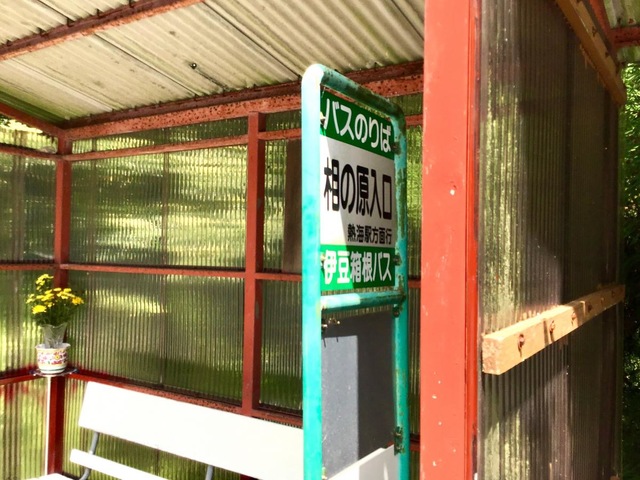 バスのりば
相の原入口
熱海駅方面行
伊豆箱根バス